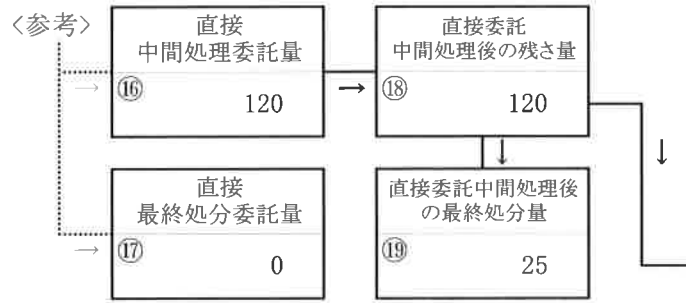 〈参考〉
直接
中間処理委託量
⑯
120
→
→
直接委託
中間処理後の残さ量
⑱
120
↓
↓
直接
最終処分委託量
→
⑰
0
直接委託中間処理後
の最終処分量
⑲
25